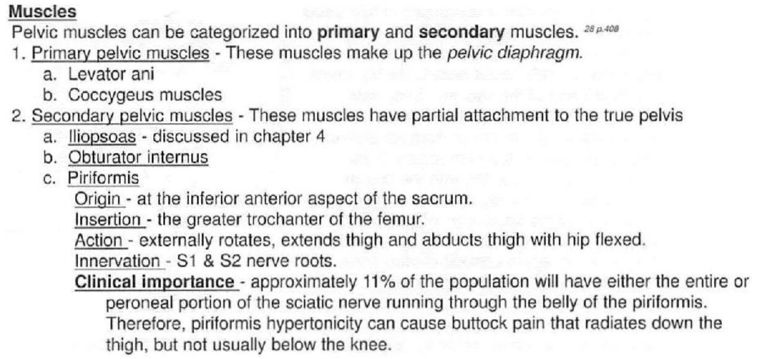 Muscles
Pelvic muscles can be categorized into primary and secondary muscles. 28 p.408
1. Primary pelvic muscles - These muscles make up the pelvic diaphragm.
a. Levator ani
b. Coccygeus muscles
2. Secondary pelvic muscles - These muscles have partial attachment to the true pelvis
a. Iliopsoas - discussed in chapter 4
b. Obturator internus
c. Piriformis
Origin - at the inferior anterior aspect of the sacrum.
Insertion - the greater trochanter of the femur.
Action - externally rotates, extends thigh and abducts thigh with hip flexed.
Innervation - S1 & S2 nerve roots.
Clinical importance - approximately 11% of the population will have either the entire or
peroneal portion of the sciatic nerve running through the belly of the piriformis.
Therefore, piriformis hypertonicity can cause buttock pain that radiates down the
thigh, but not usually below the knee.